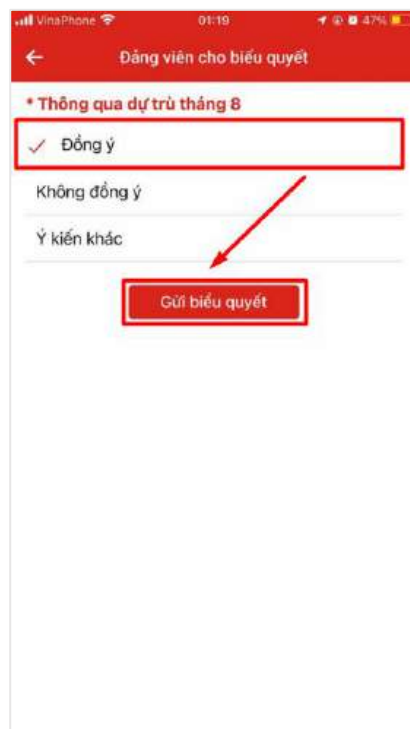 VinaPhone 01:19 47%
Đảng viên cho biểu quyết
* Thông qua dự trù tháng 8
Đồng ý
Không đồng ý
Ý kiến khác
Gửi biểu quyết